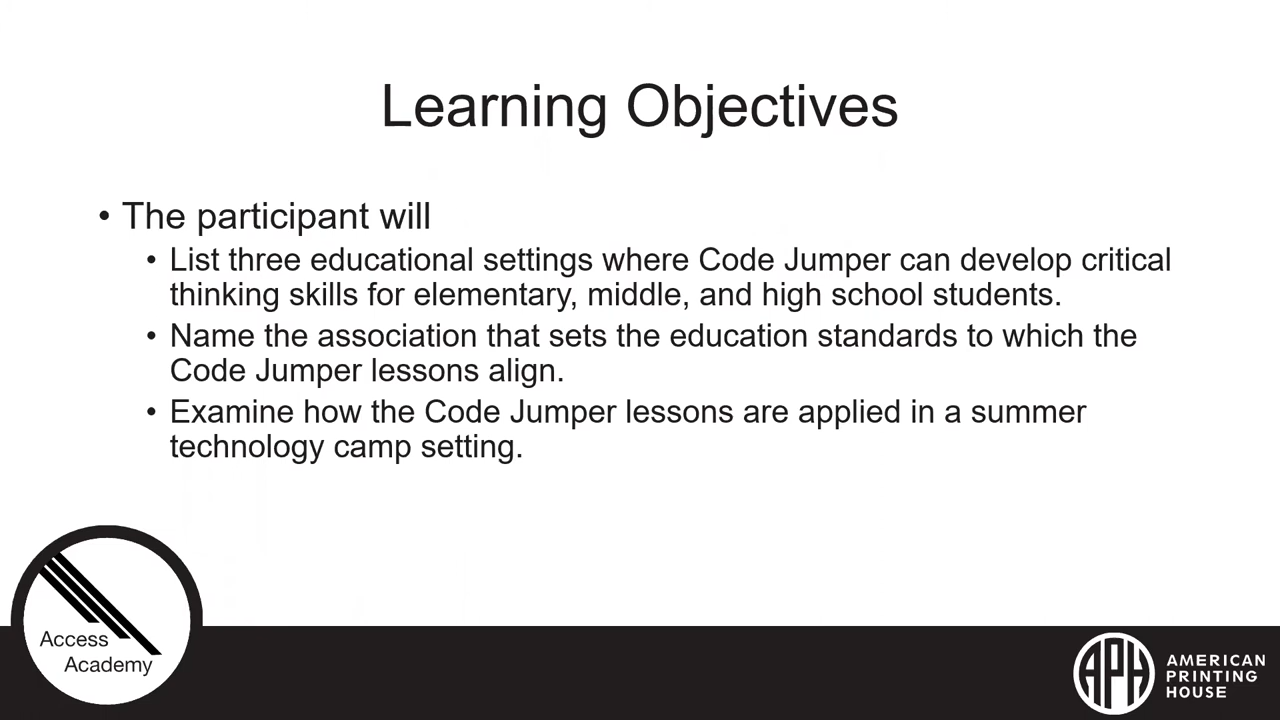 Learning Objectives
• The participant will
• List three educational settings where Code Jumper can develop critical
thinking skills for elementary, middle, and high school students.
• Name the association that sets the education standards to which the
Code Jumper lessons align.
• Examine how the Code Jumper lessons are applied in a summer
technology camp setting.
Access
Academy
APH
AMERICAN
PRINTING
HOUSE